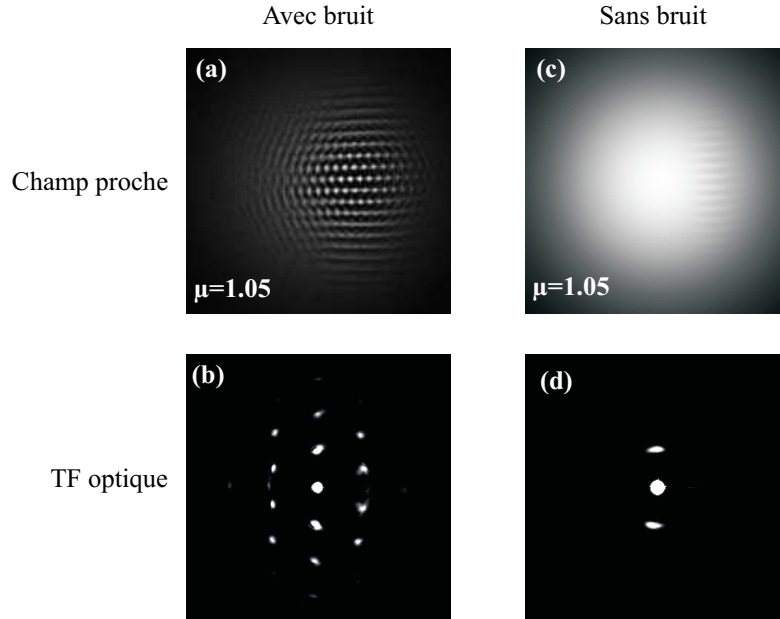 Avec bruit
Sans bruit
Champ proche
(a)
μ=1.05
(c)
μ=1.05
TF optique
(b)
(d)